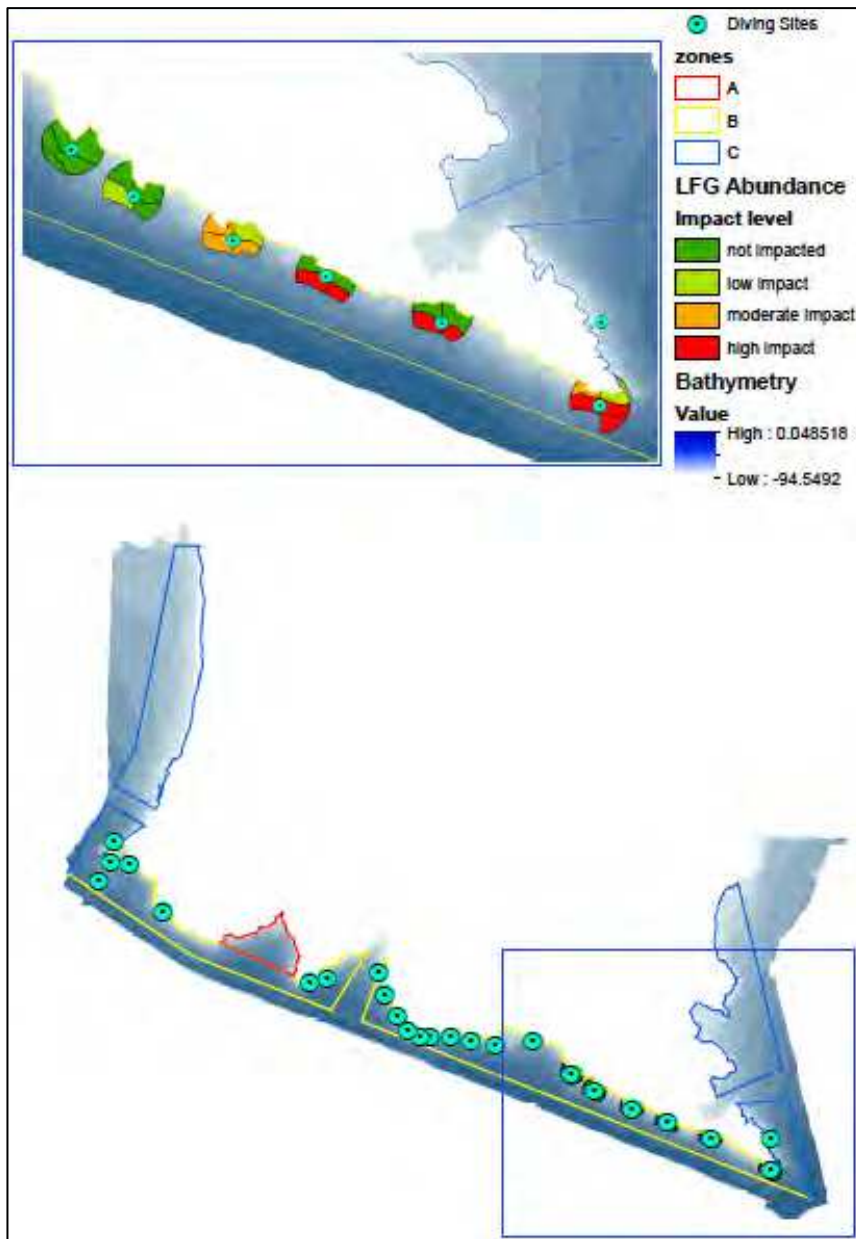 Diving Sites
zones
A
B
C
LFG Abundance
Impact level
not impacted
low impact
moderate impact
high impact
Bathymetry
Value
High : 0.048518
Low : -94.5492